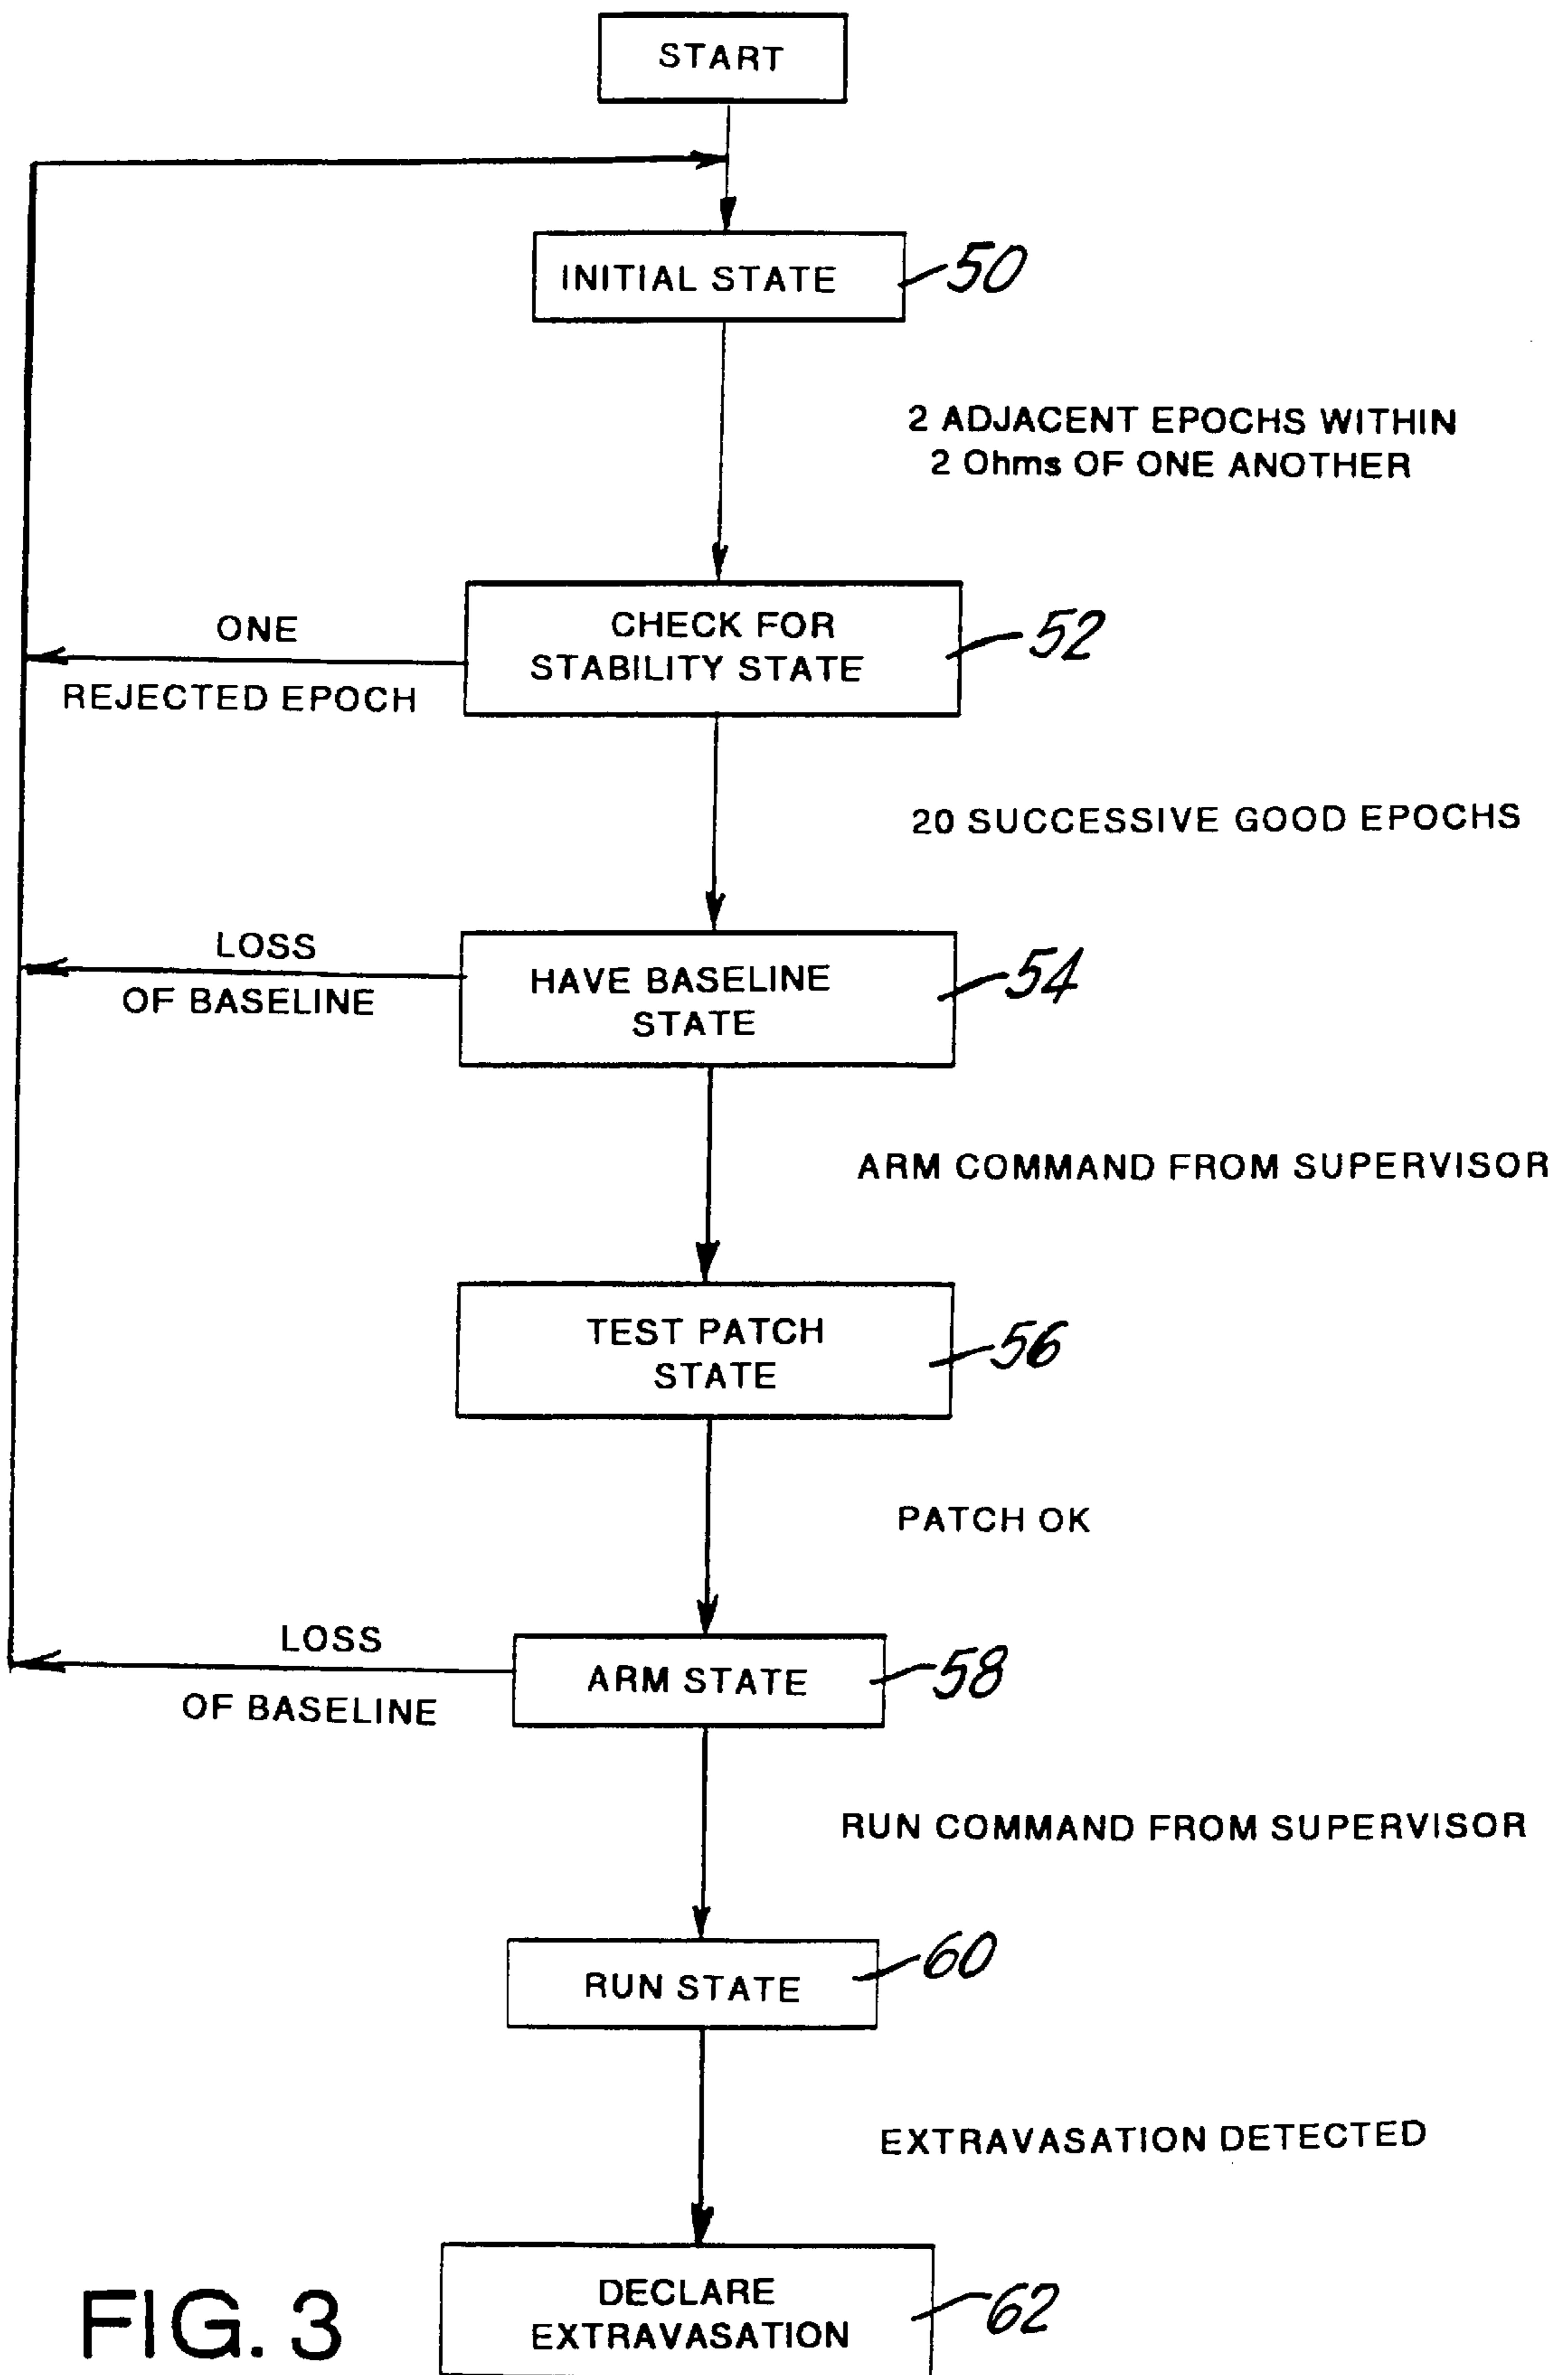 START
INITIAL STATE 50
2 ADJACENT EPOCHS WITHIN
2 Ohms OF ONE ANOTHER
CHECK FOR
STABILITY STATE 52
ONE
REJECTED EPOCH
20 SUCCESSIVE GOOD EPOCHS
LOSS
OF BASELINE
HAVE BASELINE
STATE 54
ARM COMMAND FROM SUPERVISOR
TEST PATCH
STATE 56
PATCH OK
LOSS
OF BASELINE
ARM STATE 58
RUN COMMAND FROM SUPERVISOR
RUN STATE 60
EXTRAVASATION DETECTED
DECLARE
EXTRAVASATION 62
FIG. 3